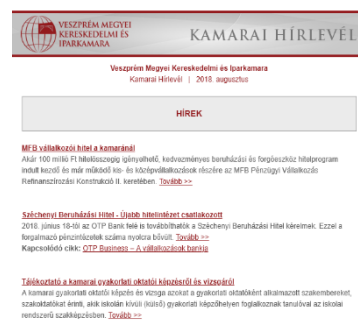 VESZPRÉM MEGYEI
KERESKEDELMI ÉS
IPARKAMARA
KAMARAI HÍRLEVÉL
Veszprém Megyei Kereskedelmi és Iparkamara
Kamarai Hírlevél | 2018. augusztus
HÍREK
MFB vállalkozói hitel a kamaránál
Akár 100 millió Ft hitelösszegig igényelhető, kedvezményes beruházási és forgóeszköz hitelprogram
indult kezdő és már működő kis- és középvállalkozások részére az MFB Pénzügyi Vállalkozás
Refinanszírozási Konstrukció II. keretében. Tovább >>
Széchenyi Beruházási Hitel - Újabb hitelintézet csatlakozott
2018. június 18-tól az OTP Bank felé is továbbíthatók a Széchenyi Beruházási Hitel kérelmek. Ezzel a
forgalmazó pénzintézetek száma nyolcra bővült. Tovább >>
Kapcsolódó cikk: OTP Business – A vállalkozások bankja
Tájékoztató a kamarai gyakorlati oktatói képzésről és vizsgáról
A kamarai gyakorlati oktatói képzés és vizsga azokat a gyakorlati oktatóként alkalmazott szakembereket,
szakoktatókat érinti, akik iskolán kívüli (külső) gyakorlati képzőhelyen foglalkoznak tanulóval az iskolai
rendszerű szakképzésben. Tovább >>